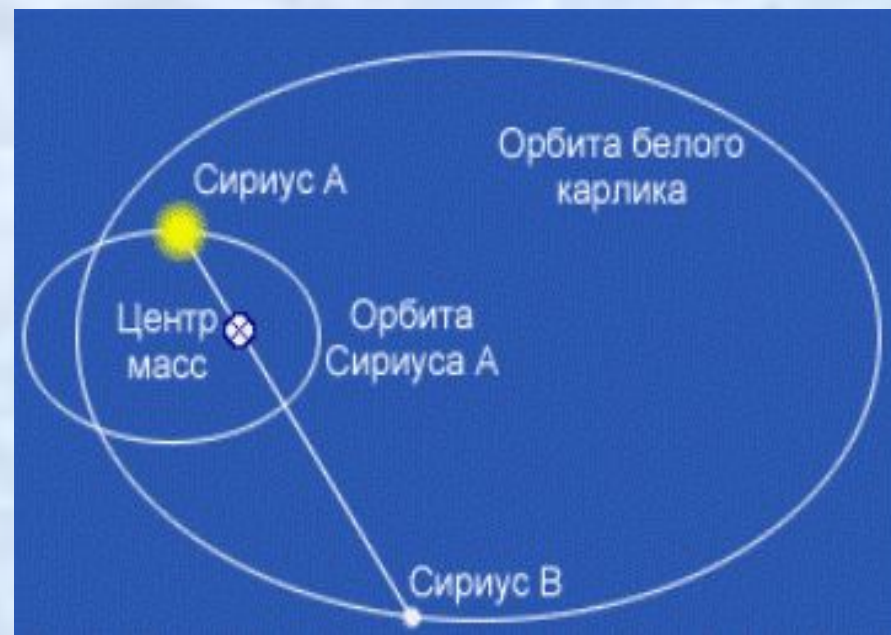 Орбита белого
карлика
Сириус А
Центр
масс
Орбита
Сириуса А
Сириус В